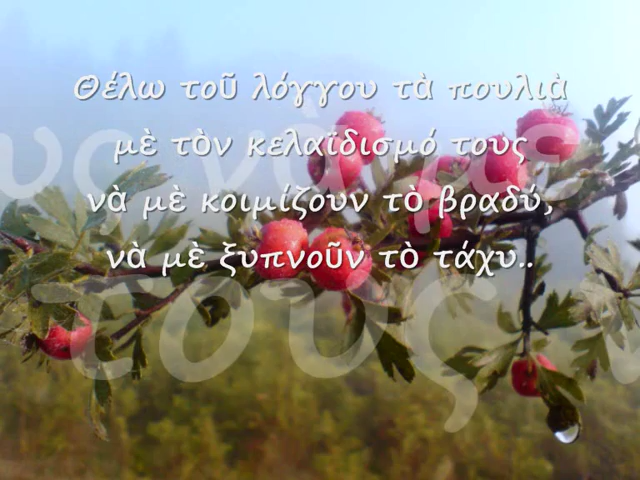 Θέλω τοῦ λόγγου τὰ πουλιὰ
μὲ τὸν κελαϊδισμό τους
νὰ μὲ κοιμίζουν τὸ βραδύ,
νὰ μὲ ξυπνοῦν τὸ τάχυ..
τους